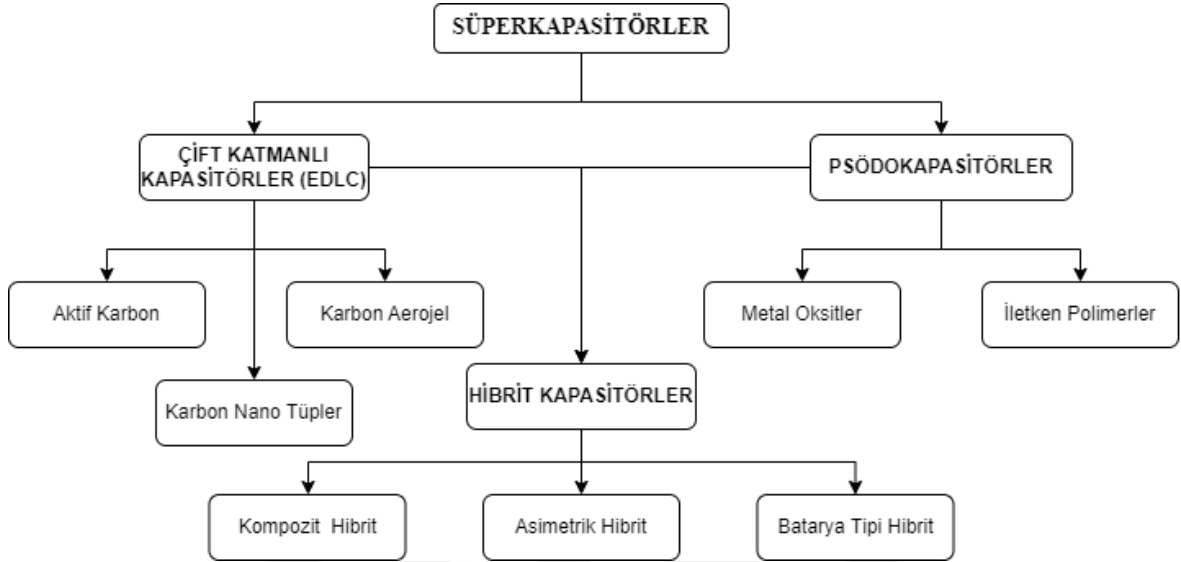 SÜPERKAPASİTÖRLER
ÇİFT KATMANLI
KAPASİTÖRLER (EDLC)
PSÖDOKAPASİTÖRLER
Aktif Karbon
Karbon Aerojel
Metal Oksitler
İletken Polimerler
Karbon Nano Tüpler
HİBRİT KAPASİTÖRLER
Kompozit Hibrit
Asimetrik Hibrit
Batarya Tipi Hibrit